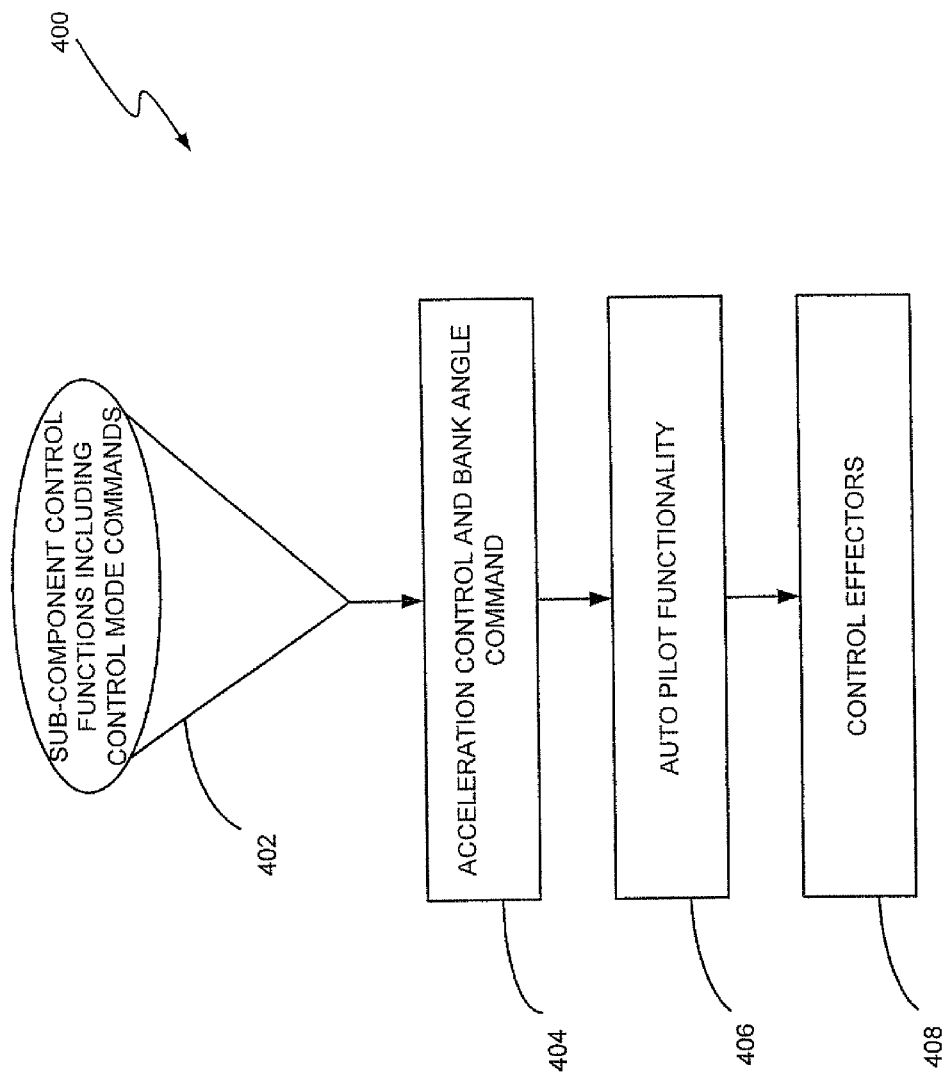 400
SUB-COMPONENT CONTROL
FUNCTIONS INCLUDING
CONTROL MODE COMMANDS
402
ACCELERATION CONTROL AND BANK ANGLE
COMMAND
404
AUTO PILOT FUNCTIONALITY
406
CONTROL EFFECTORS
408